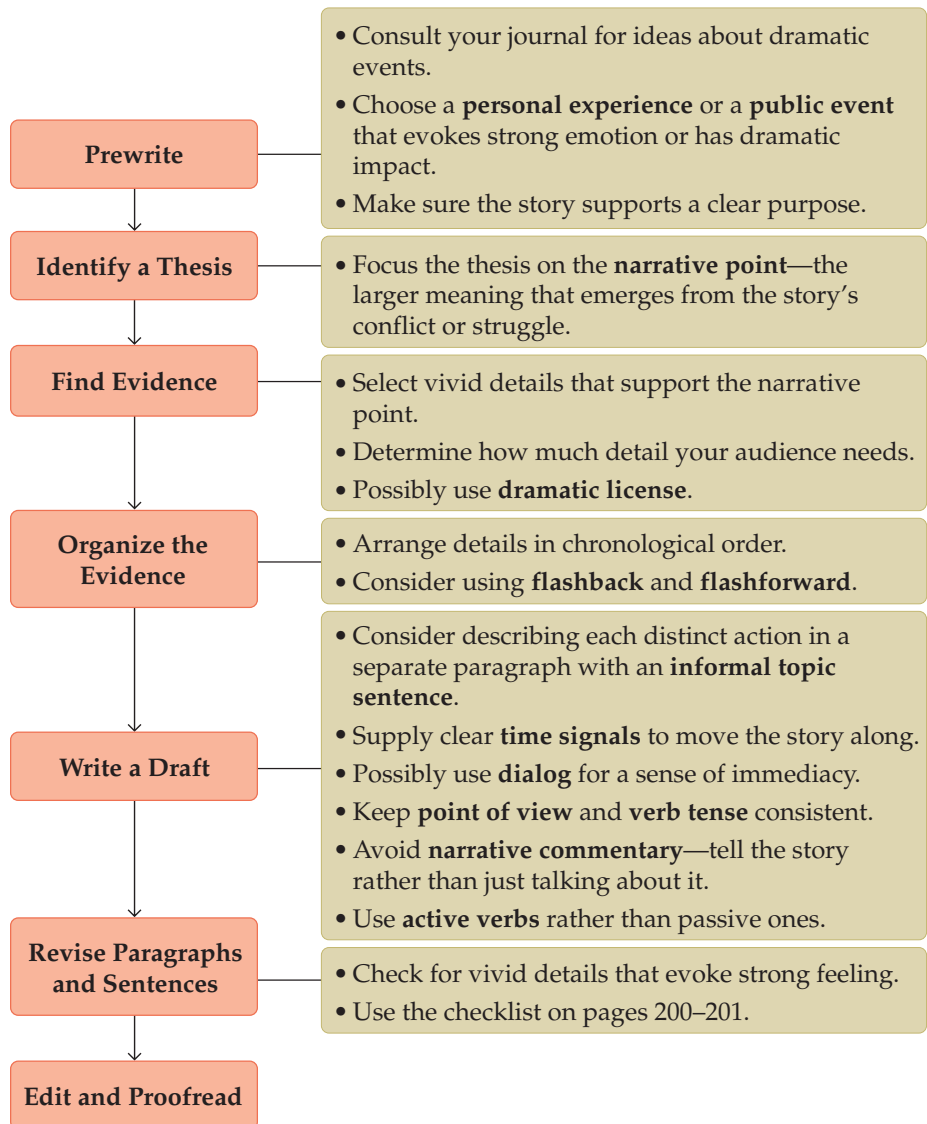 Prewrite
• Consult your journal for ideas about dramatic
events.
• Choose a personal experience or a public event
that evokes strong emotion or has dramatic
impact.
• Make sure the story supports a clear purpose.
Identify a Thesis
• Focus the thesis on the narrative point—the
larger meaning that emerges from the story’s
conflict or struggle.
Find Evidence
• Select vivid details that support the narrative
point.
• Determine how much detail your audience needs.
• Possibly use dramatic license.
Organize the
Evidence
• Arrange details in chronological order.
• Consider using flashback and flashforward.
Write a Draft
• Consider describing each distinct action in a
separate paragraph with an informal topic
sentence.
• Supply clear time signals to move the story along.
• Possibly use dialog for a sense of immediacy.
• Keep point of view and verb tense consistent.
• Avoid narrative commentary—tell the story
rather than just talking about it.
• Use active verbs rather than passive ones.
Revise Paragraphs
and Sentences
• Check for vivid details that evoke strong feeling.
• Use the checklist on pages 200–201.
Edit and Proofread